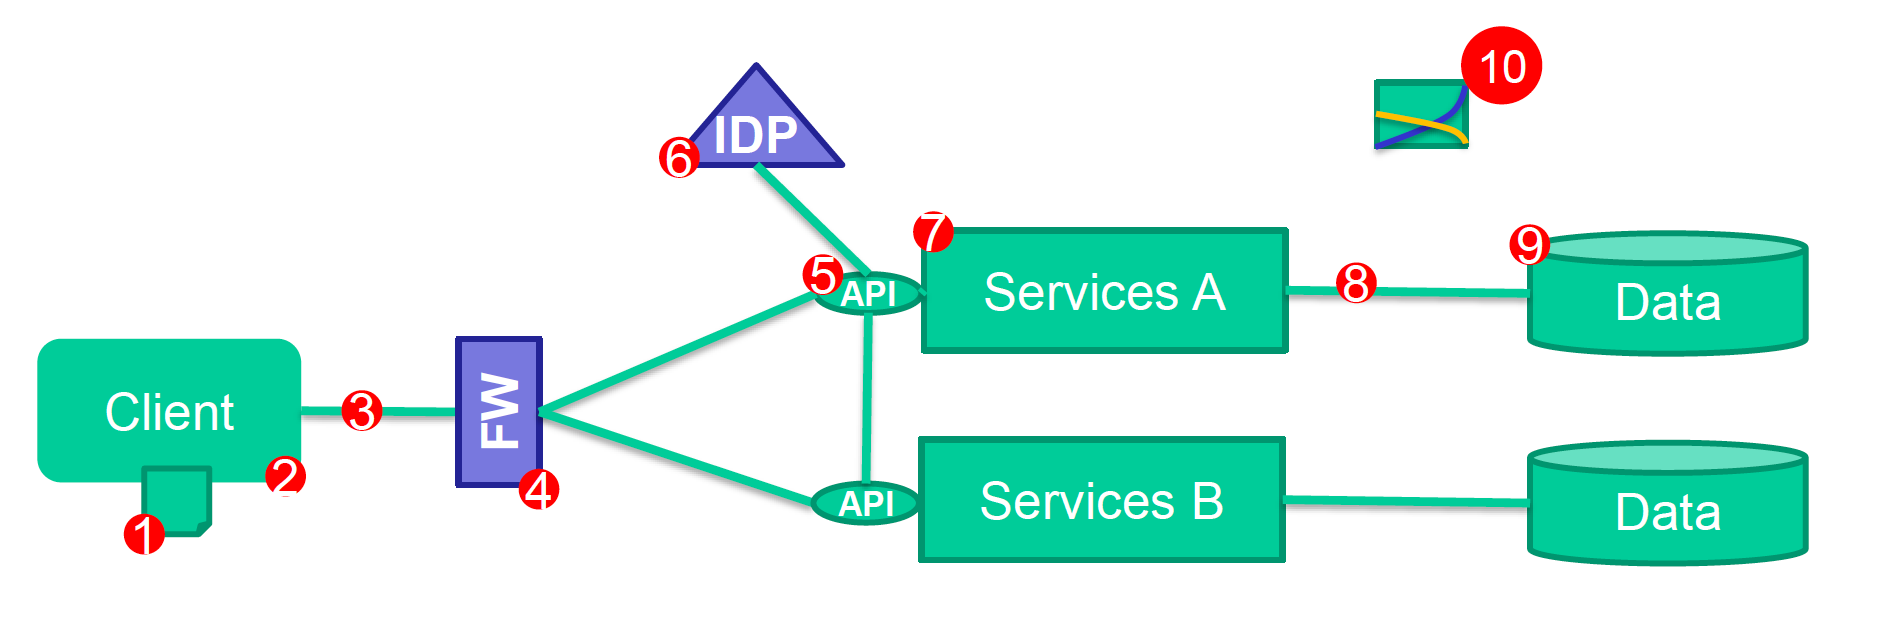 10
IDP
6
7
5
API
Services A
8
9
Data
Client
3
FW
2
4
1
API
Services B
Data